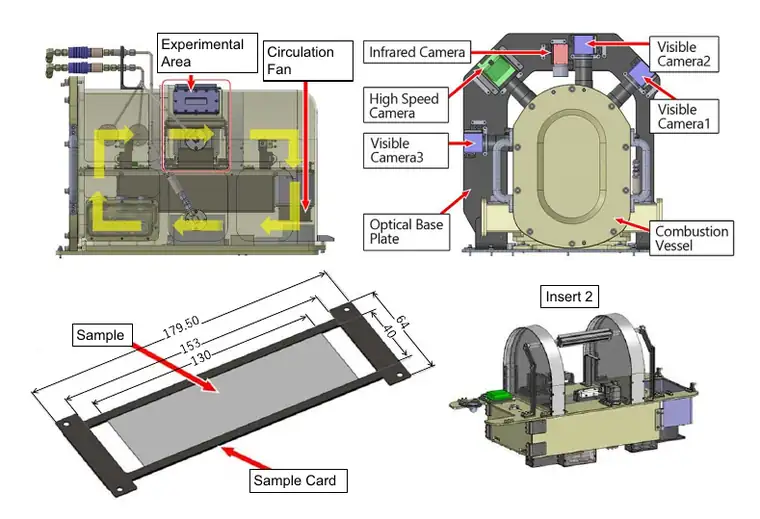 Experimental
Area
Circulation
Fan
Infrared Camera
High Speed
Camera
Visible
Camera3
Optical Base
Plate
Visible
Camera2
Visible
Camera1
Combustion
Vessel
179.50
153
130
64
40
Sample
Sample Card
Insert 2